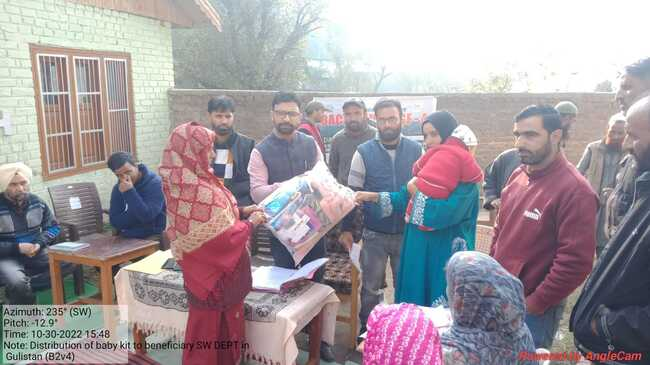 BAC
Azimuth: 235° (SW)
Pitch: -12.9°
Time: 10-30-2022 15:48
Note: Distribution of baby kit to beneficiary SW DEPT in
Gulistan (B2v4)
Powered by AngleCam